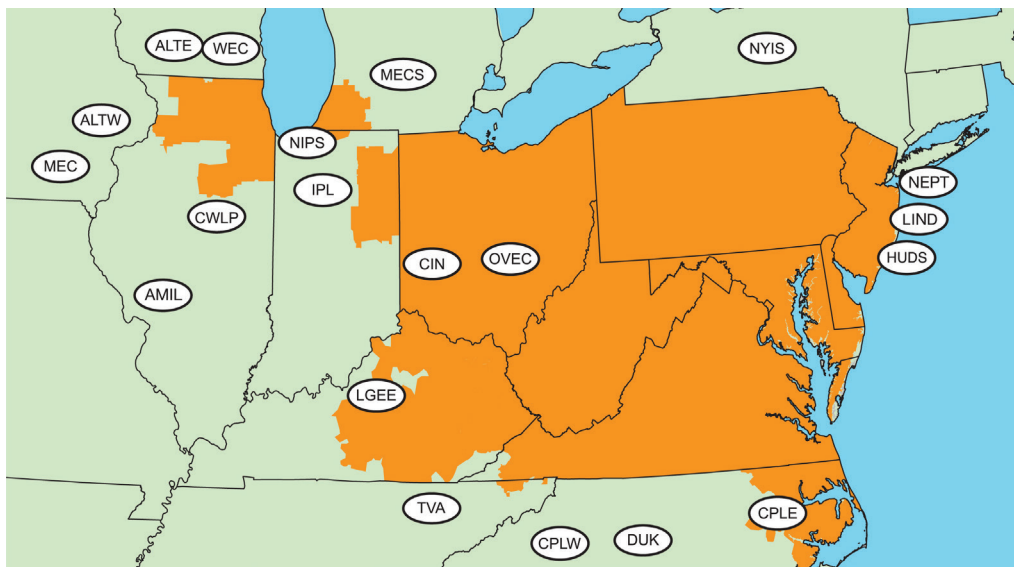 ALTE
WEC
NYIS
MECS
ALTW
NIPS
MEC
IPL
NEPT
CWLP
LIND
CIN
OVEC
HUDS
AMIL
LGEE
TVA
CPLE
CPLW
DUK